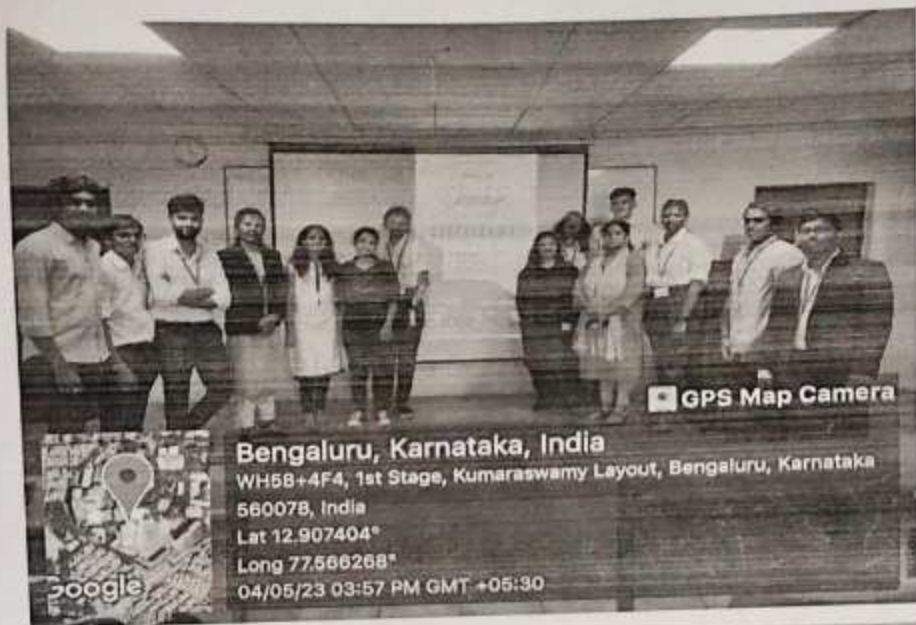 GPS Map Camera
Bengaluru, Karnataka, India
WH58+4F4, 1st Stage, Kumaraswamy Layout, Bengaluru, Karnataka
560078, India
Lat 12.907404°
Long 77.566268°
04/05/23 03:57 PM GMT +05:30
Google